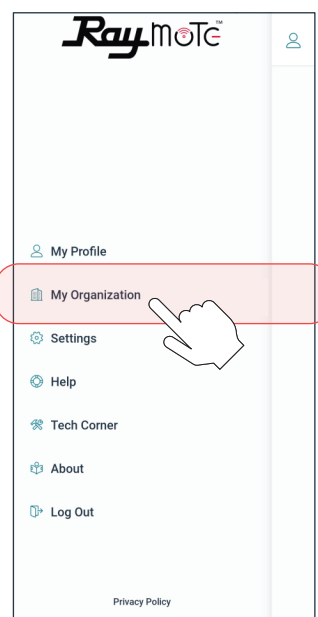 Raymote™
My Profile
My Organization
Settings
Help
Tech Corner
About
Log Out
Privacy Policy